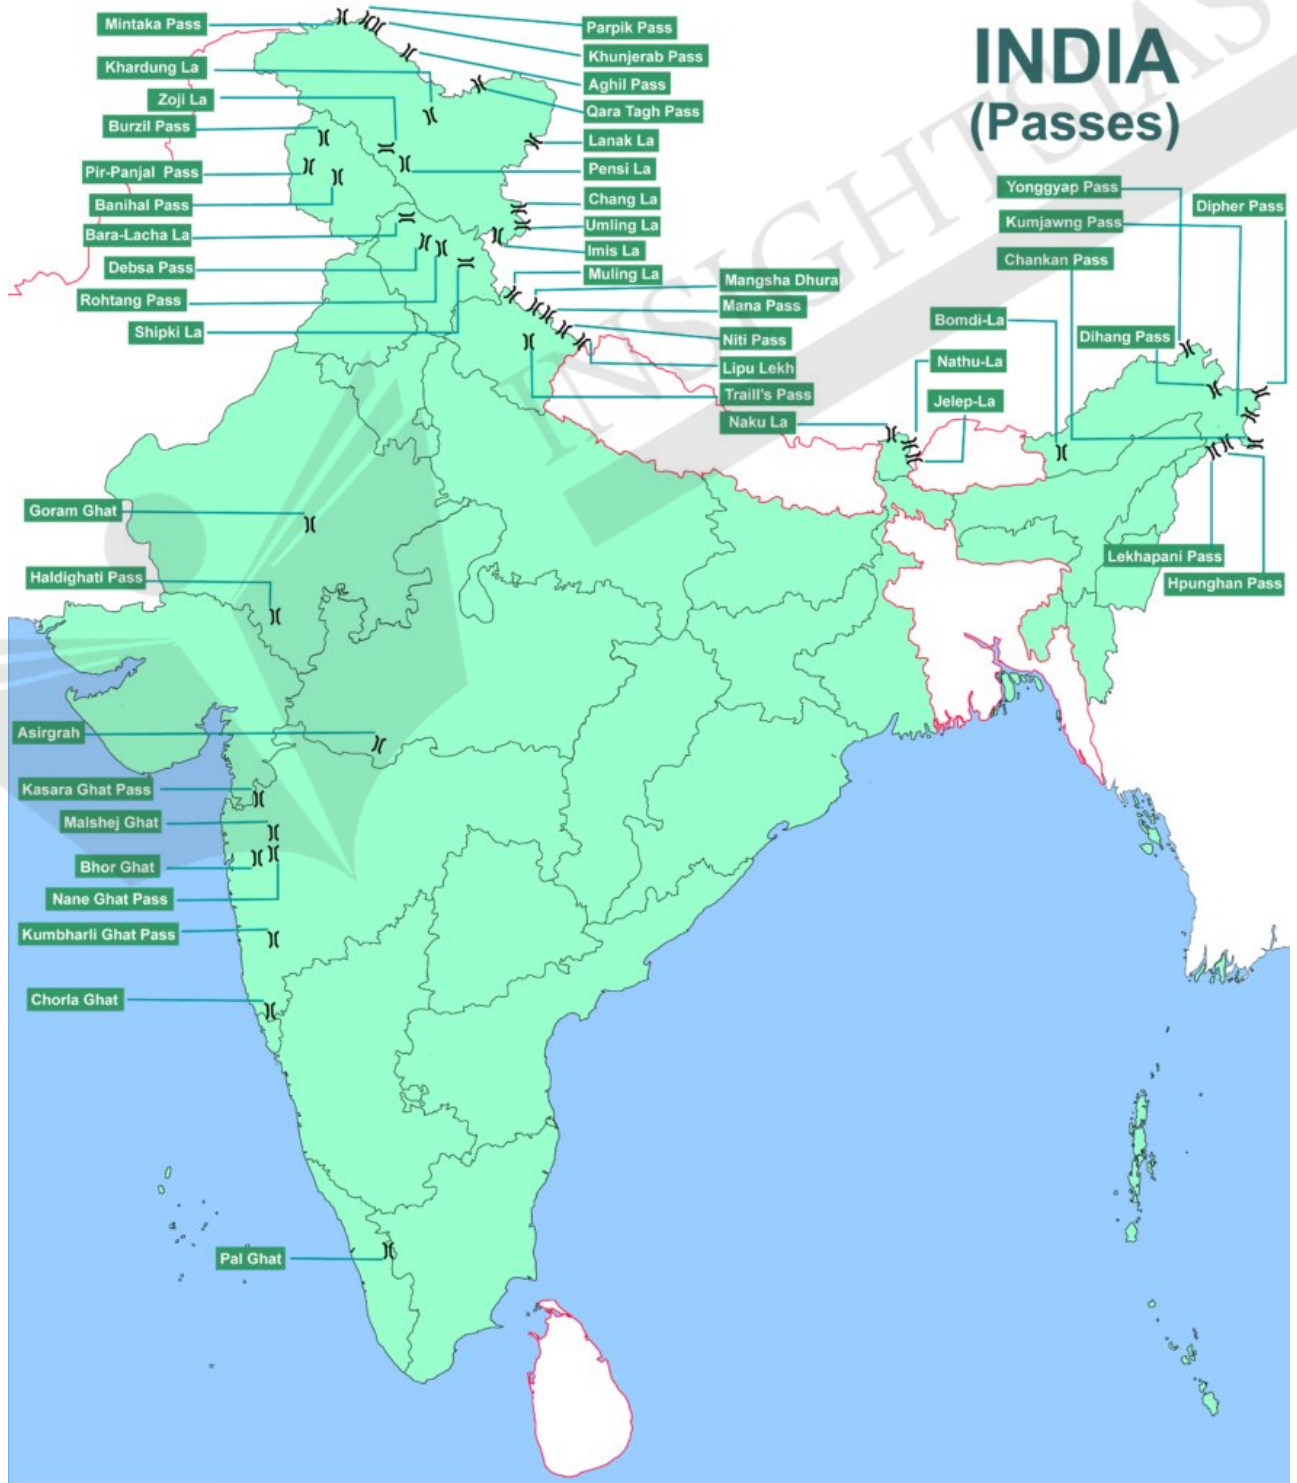 INDIA
(Passes)
Mintaka Pass
Parpik Pass
Khunjerab Pass
Khardung La
Aghil Pass
Zoji La
Qara Tagh Pass
Burzil Pass
Lanak La
Pir-Panjal Pass
Pensi La
Banihal Pass
Chang La
Bara-Lacha La
Umling La
Debsa Pass
Imis La
Rohtang Pass
Muling La
Shipki La
Mangsha Dhura
Mana Pass
Niti Pass
Lipu Lekh
Traill's Pass
Naku La
Yonggyap Pass
Dipher Pass
Kumjawng Pass
Chankan Pass
Bomdi-La
Dihang Pass
Nathu-La
Jelep-La
Lekhapani Pass
Hpunghan Pass
Goram Ghat
Haldighati Pass
Asirgrah
Kasara Ghat Pass
Malshej Ghat
Bhor Ghat
Nane Ghat Pass
Kumbharli Ghat Pass
Chorla Ghat
Pal Ghat
INSIGHTSIAS